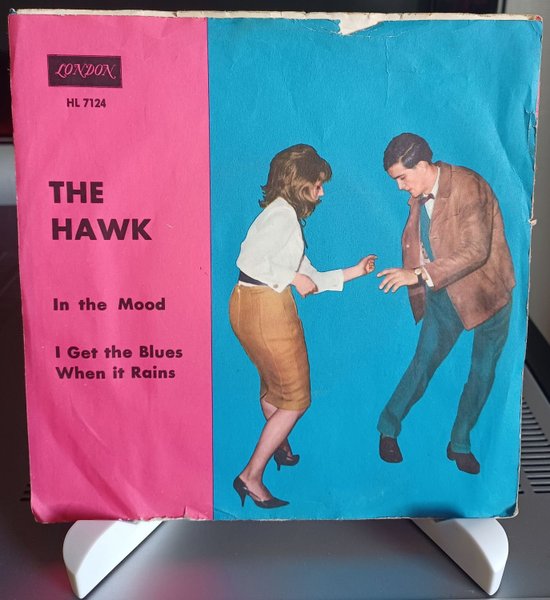 LONDON
HL 7124
THE
HAWK
In the Mood
I Get the Blues
When it Rains